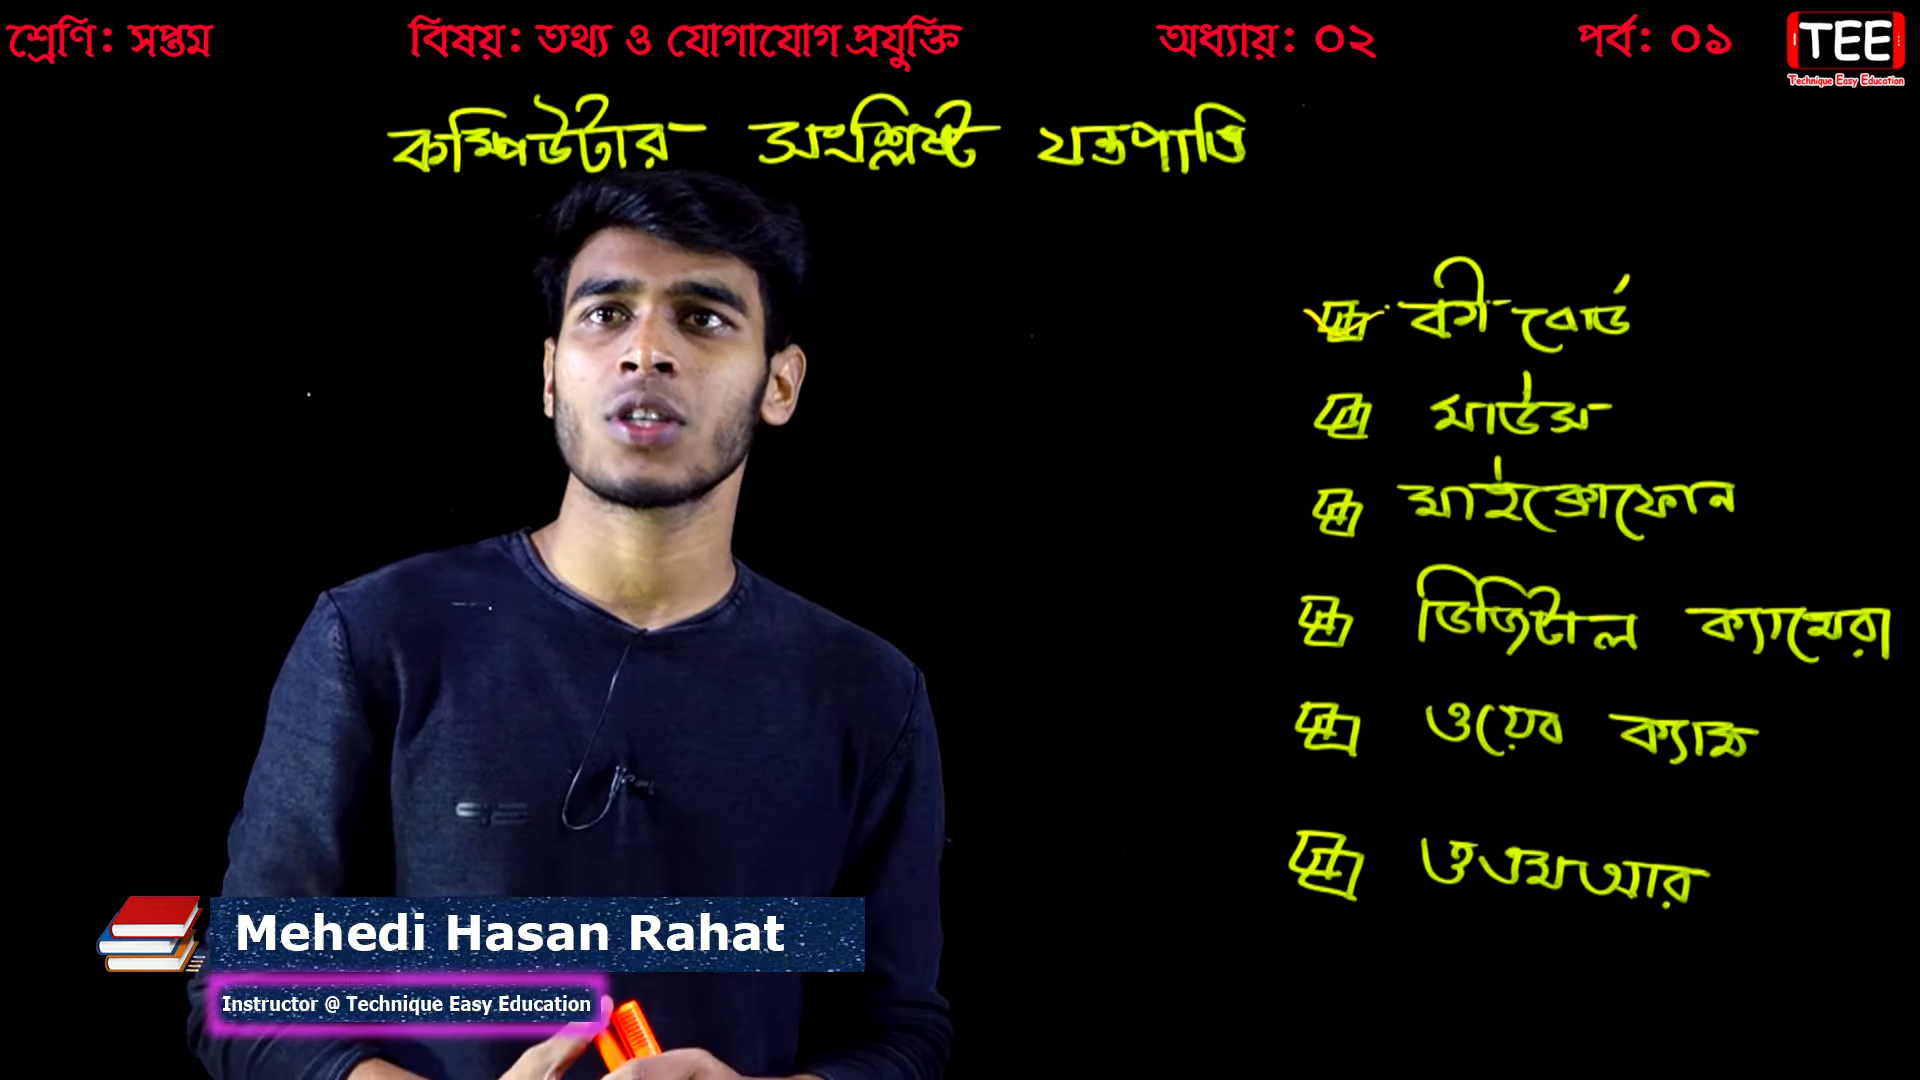 শ্রেণি: সপ্তম
বিষয়: তথ্য ও যোগাযোগ প্রযুক্তি
অধ্যায়: ০২
পর্ব: ০১
TEE
Technique Easy Education
কম্পিউটার সংশ্লিষ্ট যন্ত্রপাতি
কী-বোর্ড
মাউস
মাইক্রোফোন
ডিজিটাল ক্যামেরা
ওয়েব ক্যাম
ওএমআর
Mehedi Hasan Rahat
Instructor @ Technique Easy Education